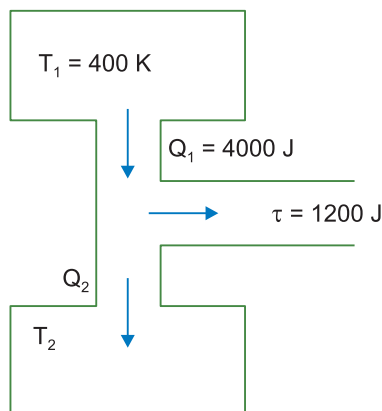 T₁ = 400 K
Q₁ = 4000 J
τ = 1200 J
Q₂
T₂